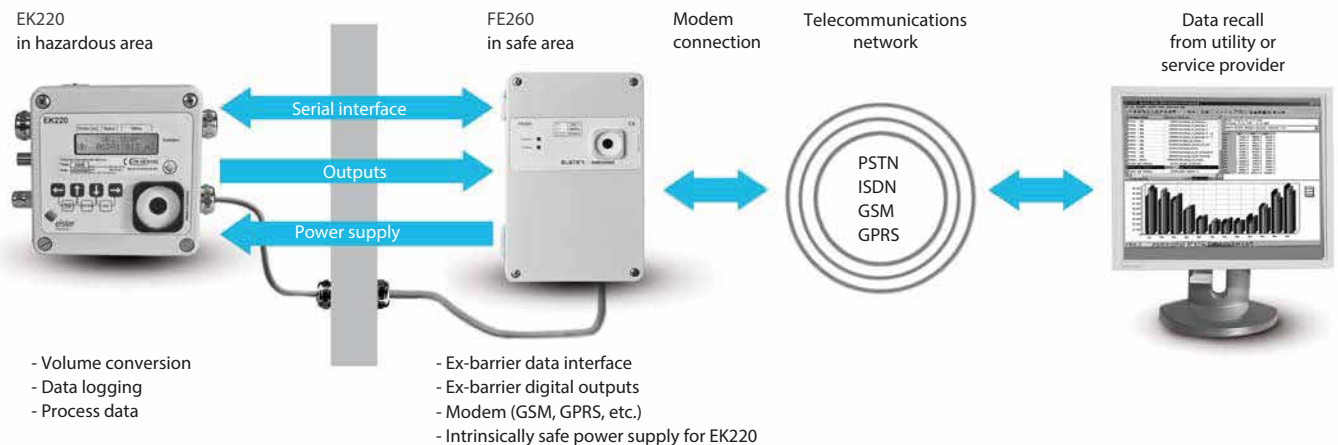 EK220
in hazardous area
FE260
in safe area
Modem
connection
Telecommunications
network
Data recall
from utility or
service provider
Serial interface
Outputs
Power supply
EK220
elster
PSTN
ISDN
GSM
GPRS
- Volume conversion
- Data logging
- Process data
- Ex-barrier data interface
- Ex-barrier digital outputs
- Modem (GSM, GPRS, etc.)
- Intrinsically safe power supply for EK220